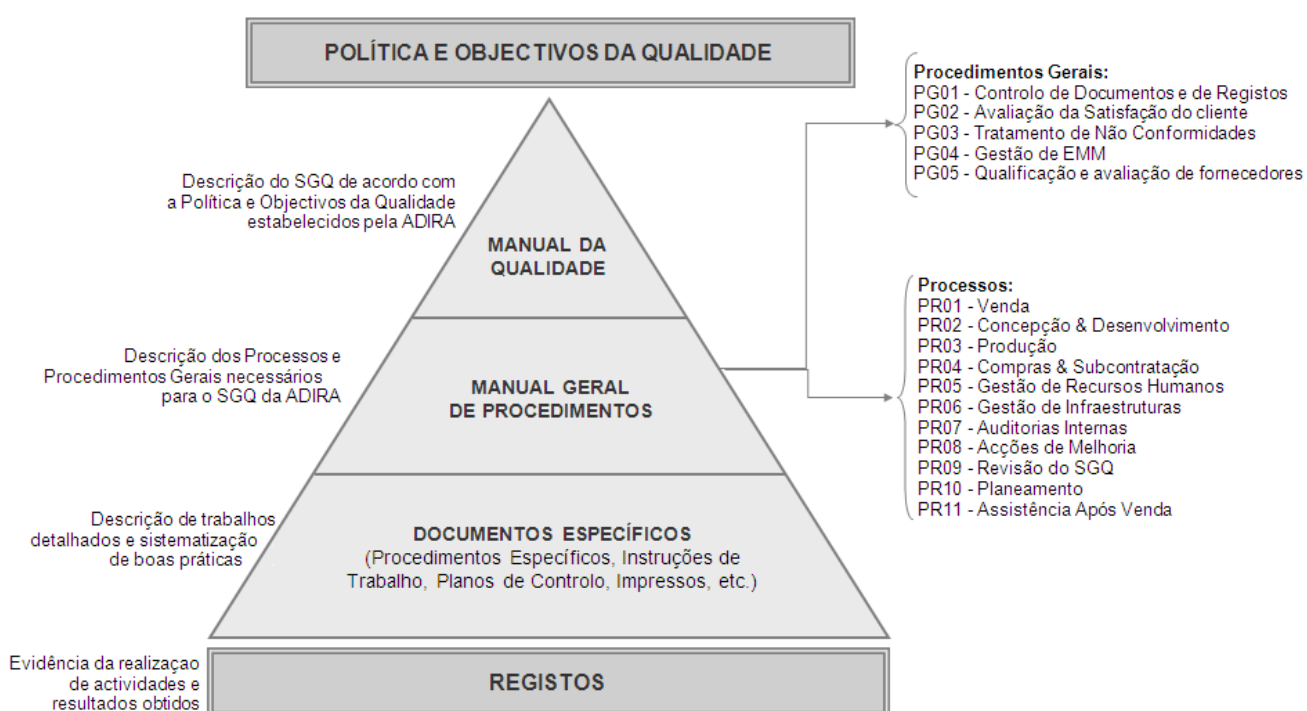 POLÍTICA E OBJECTIVOS DA QUALIDADE
Procedimentos Gerais:
PG01 - Controlo de Documentos e de Registos
PG02 - Avaliação da Satisfação do cliente
PG03 - Tratamento de Não Conformidades
PG04 - Gestão de EMM
PG05 - Qualificação e avaliação de fornecedores
Descrição do SGQ de acordo com
a Política e Objectivos da Qualidade
estabelecidos pela ADIRA
MANUAL DA
QUALIDADE
Processos:
PR01 - Venda
PR02 - Concepção & Desenvolvimento
PR03 - Produção
PR04 - Compras & Subcontratação
PR05 - Gestão de Recursos Humanos
PR06 - Gestão de Infraestruturas
PR07 - Auditorias Internas
PR08 - Acções de Melhoria
PR09 - Revisão do SGQ
PR10 - Planeamento
PR11 - Assistência Após Venda
Descrição dos Processos e
Procedimentos Gerais necessários
para o SGQ da ADIRA
MANUAL GERAL
DE PROCEDIMENTOS
Descrição de trabalhos
detalhados e sistematização
de boas práticas
DOCUMENTOS ESPECÍFICOS
(Procedimentos Específicos, Instruções de
Trabalho, Planos de Controlo, Impressos, etc.)
Evidência da realizaçao
de actividades e
resultados obtidos
REGISTOS